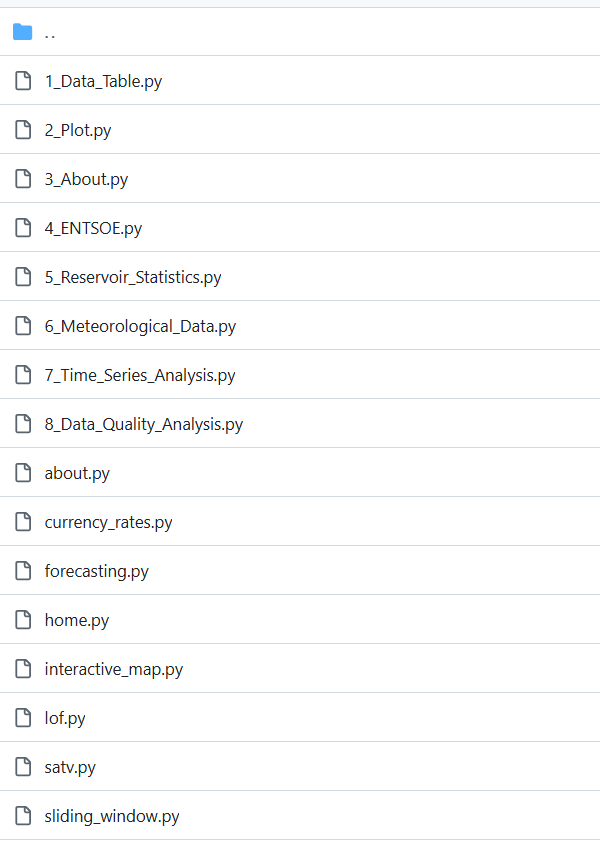 ..
1_Data_Table.py
2_Plot.py
3_About.py
4_ENTSOE.py
5_Reservoir_Statistics.py
6_Meteorological_Data.py
7_Time_Series_Analysis.py
8_Data_Quality_Analysis.py
about.py
currency_rates.py
forecasting.py
home.py
interactive_map.py
lof.py
satv.py
sliding_window.py